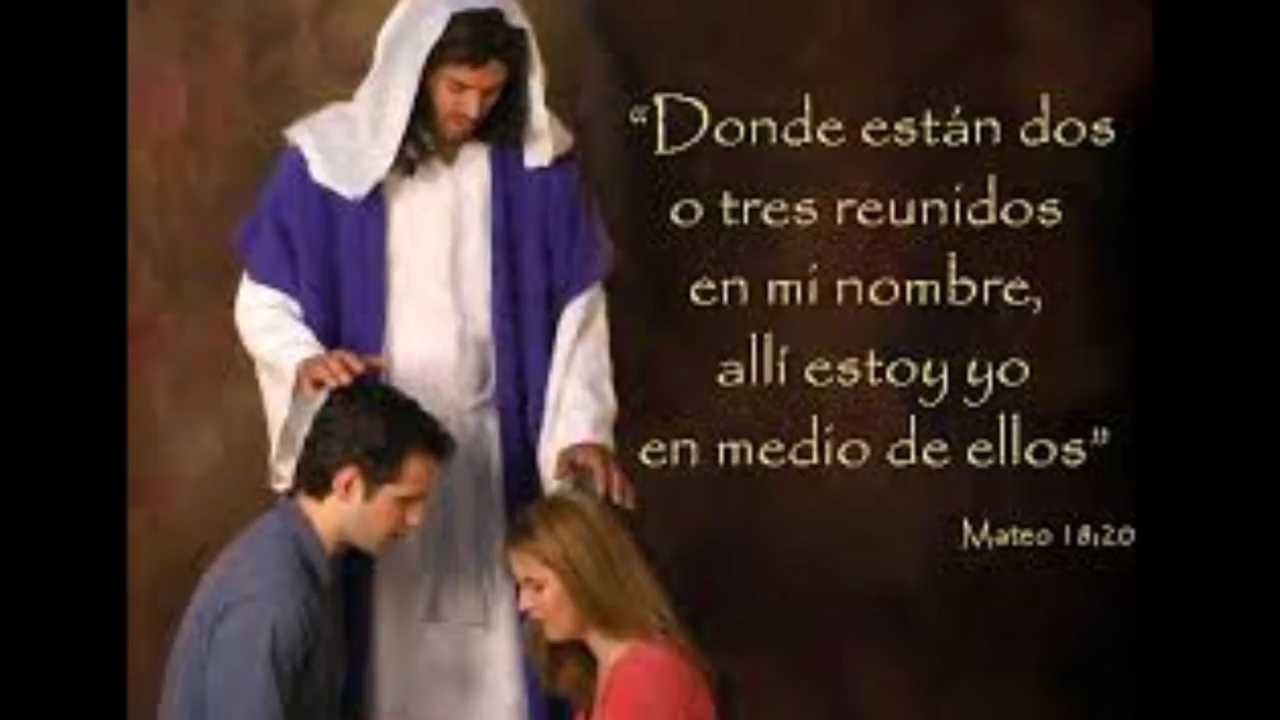 “Donde están dos
o tres reunidos
en mi nombre,
allí estoy yo
en medio de ellos”
Mateo 18:20